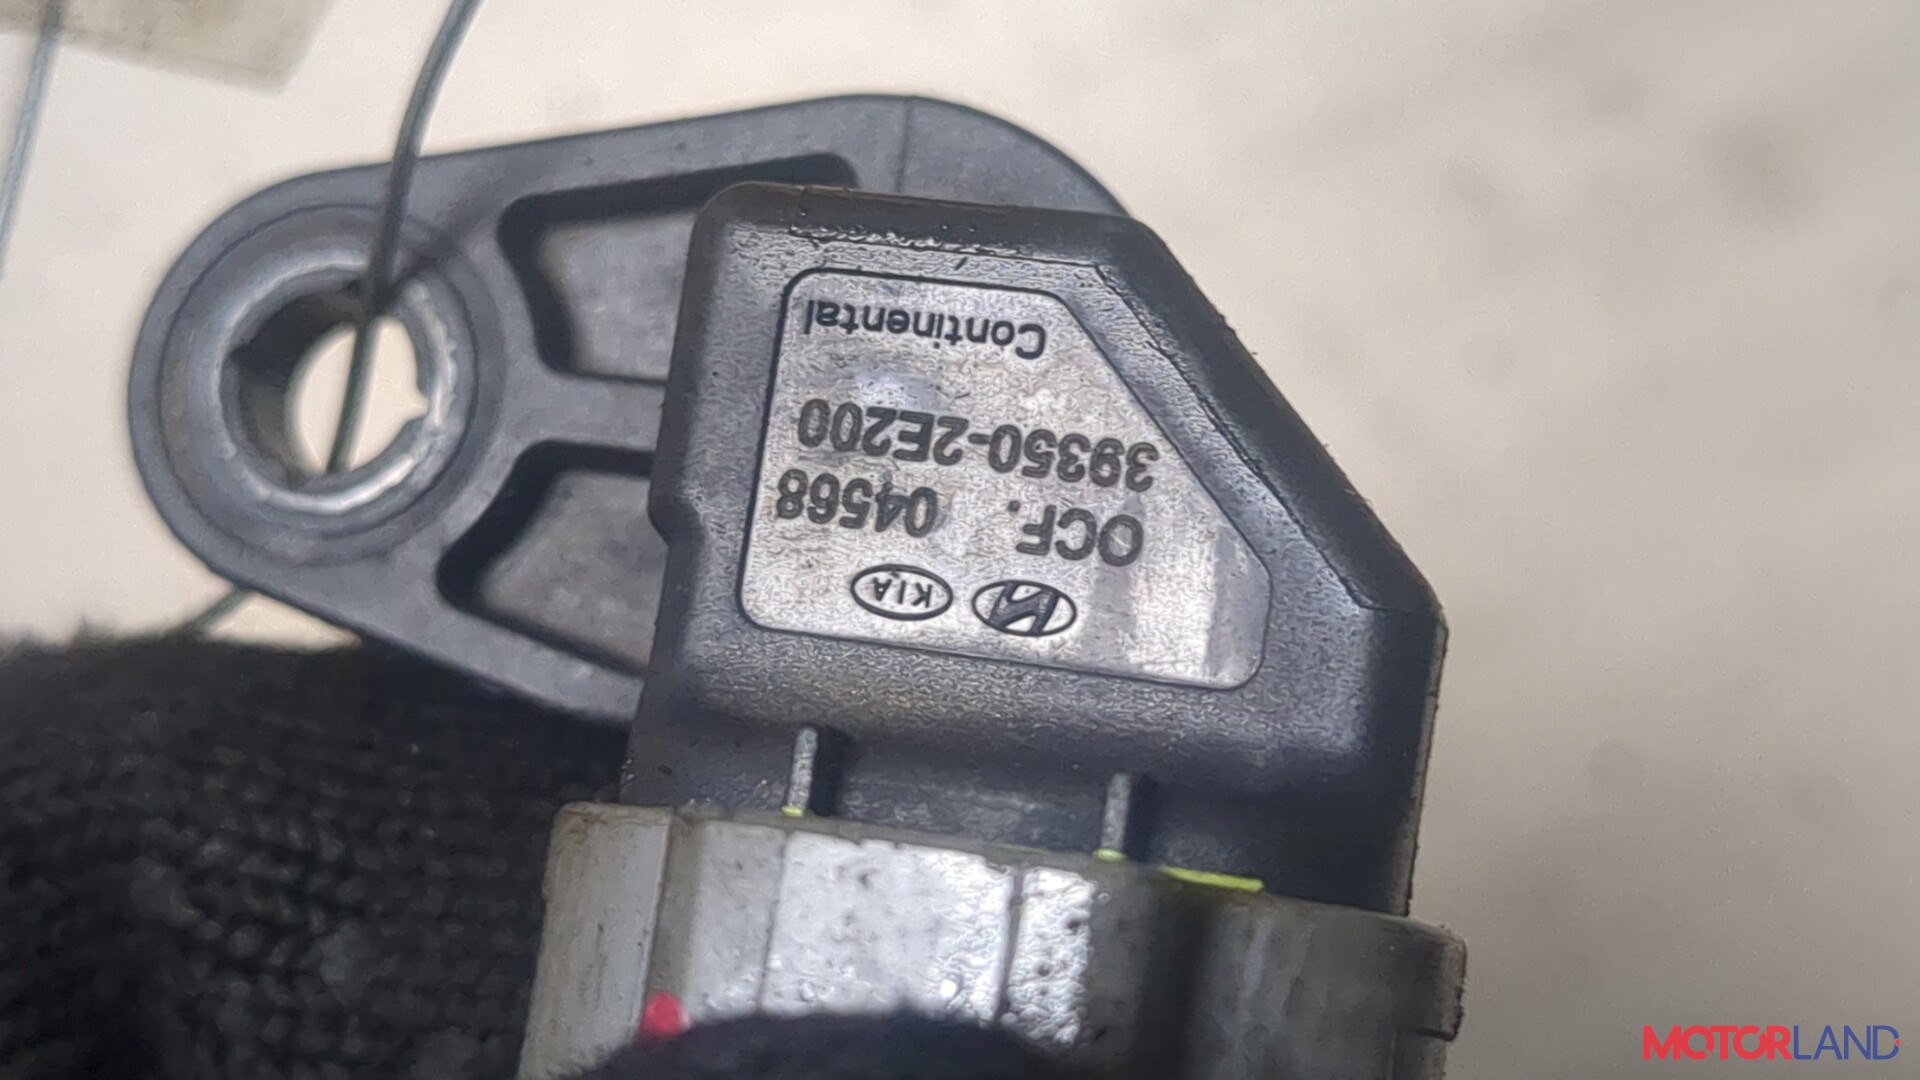 KIA
OCF. 04568
39350-2E200
Continental
MOTORLAND